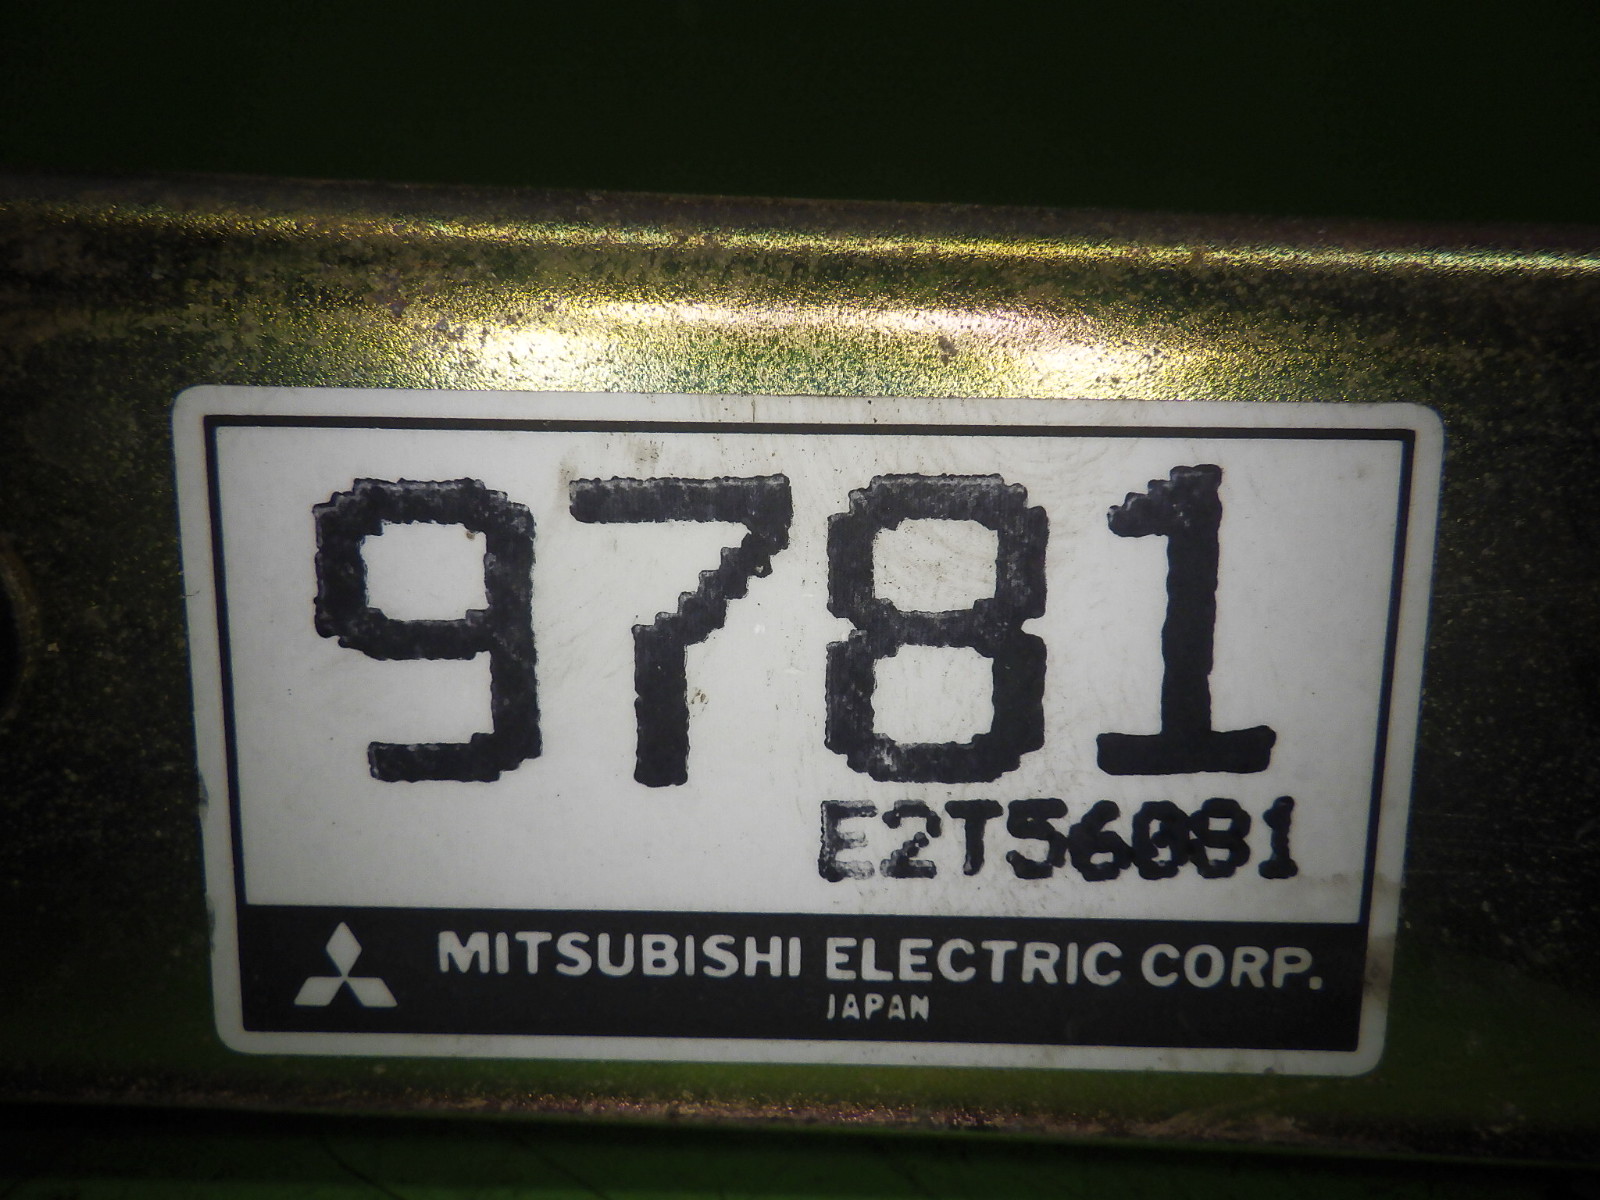 9781
E2T56081
MITSUBISHI ELECTRIC CORP.
JAPAN